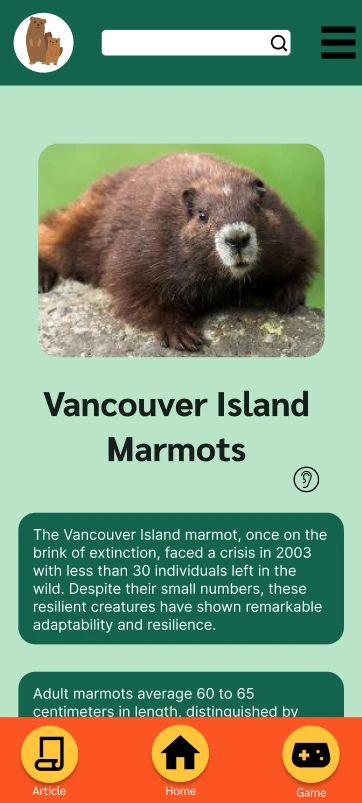 Vancouver Island
Marmots
The Vancouver Island marmot, once on the
brink of extinction, faced a crisis in 2003
with less than 30 individuals left in the
wild. Despite their small numbers, these
resilient creatures have shown remarkable
adaptability and resilience.
Adult marmots average 60 to 65
centimeters in length, distinguished by
Article
Home
Game